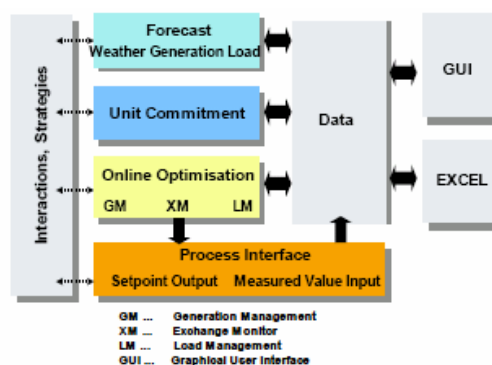 Interactions, Strategies
Forecast
Weather Generation Load
Unit Commitment
Online Optimisation
GM XM LM
Process Interface
Setpoint Output Measured Value Input
Data
GUI
EXCEL
GM ... Generation Management
XM ... Exchange Monitor
LM ... Load Management
GUI ... Graphical User Interface